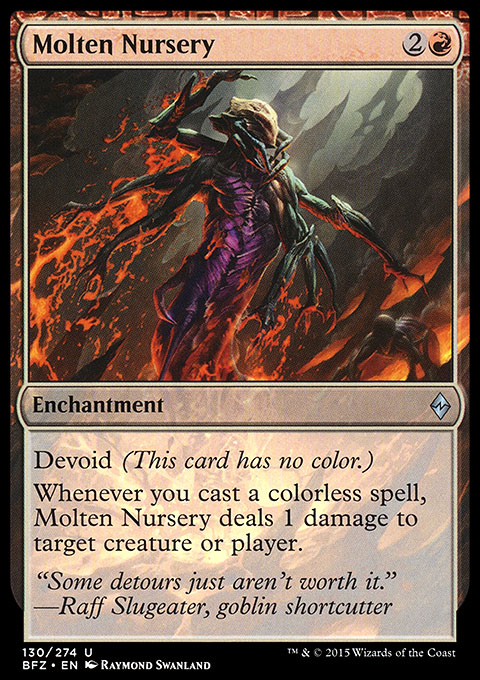 Molten Nursery 2
Enchantment
Devoid (This card has no color.)
Whenever you cast a colorless spell,
Molten Nursery deals 1 damage to
target creature or player.
“Some detours just aren’t worth it.”
—Raff Slugeater, goblin shortcutter
130/274 U
BFZ • EN Raymond Swanland
™ & © 2015 Wizards of the Coast